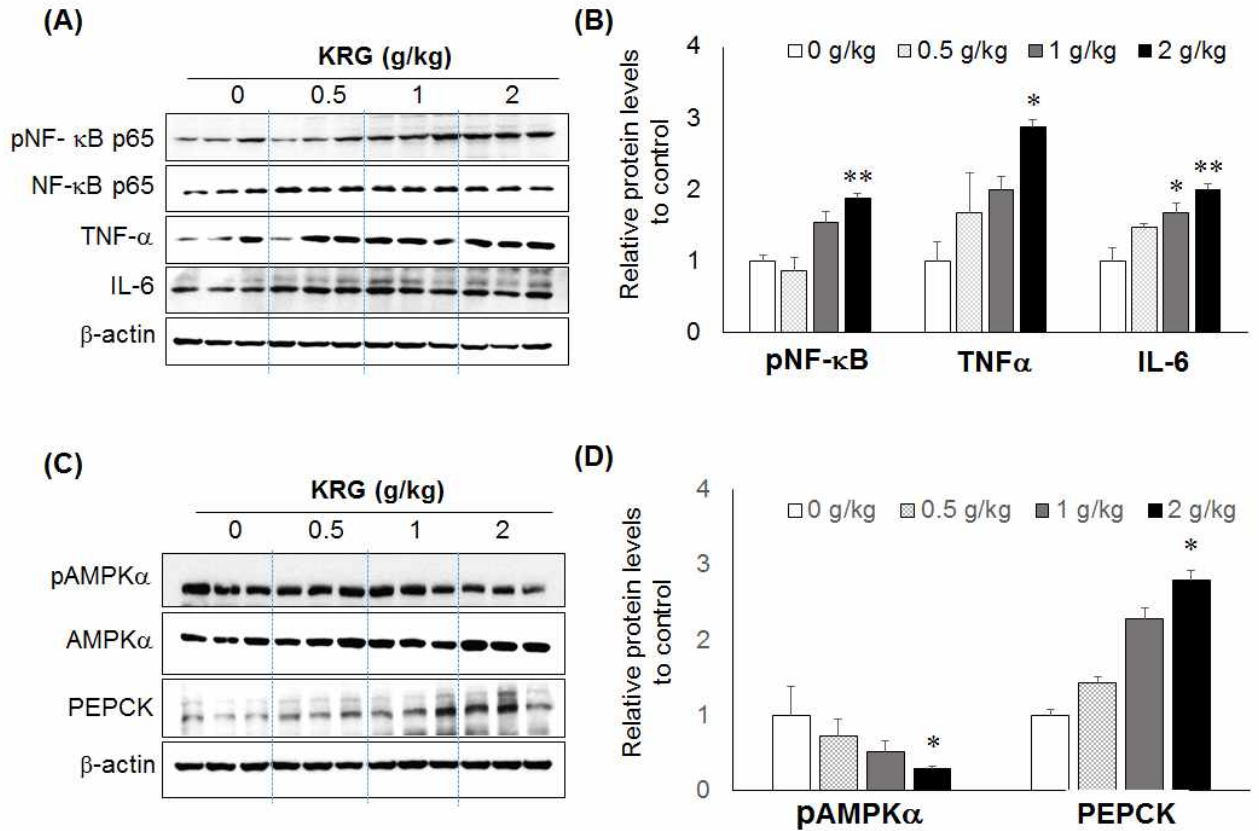 (A)
KRG (g/kg)
0 0.5 1 2
pNF- κB p65
NF-κB p65
TNF-α
IL-6
β-actin
(B)
Relative protein levels
to control
4
3
2
1
0
0 g/kg 0.5 g/kg 1 g/kg 2 g/kg
** * * **
pNF-κB TNFα IL-6
(C)
KRG (g/kg)
0 0.5 1 2
pAMPKα
AMPKα
PEPCK
β-actin
(D)
Relative protein levels
to control
4
3
2
1
0
0 g/kg 0.5 g/kg 1 g/kg 2 g/kg
* *
pAMPKα PEPCK